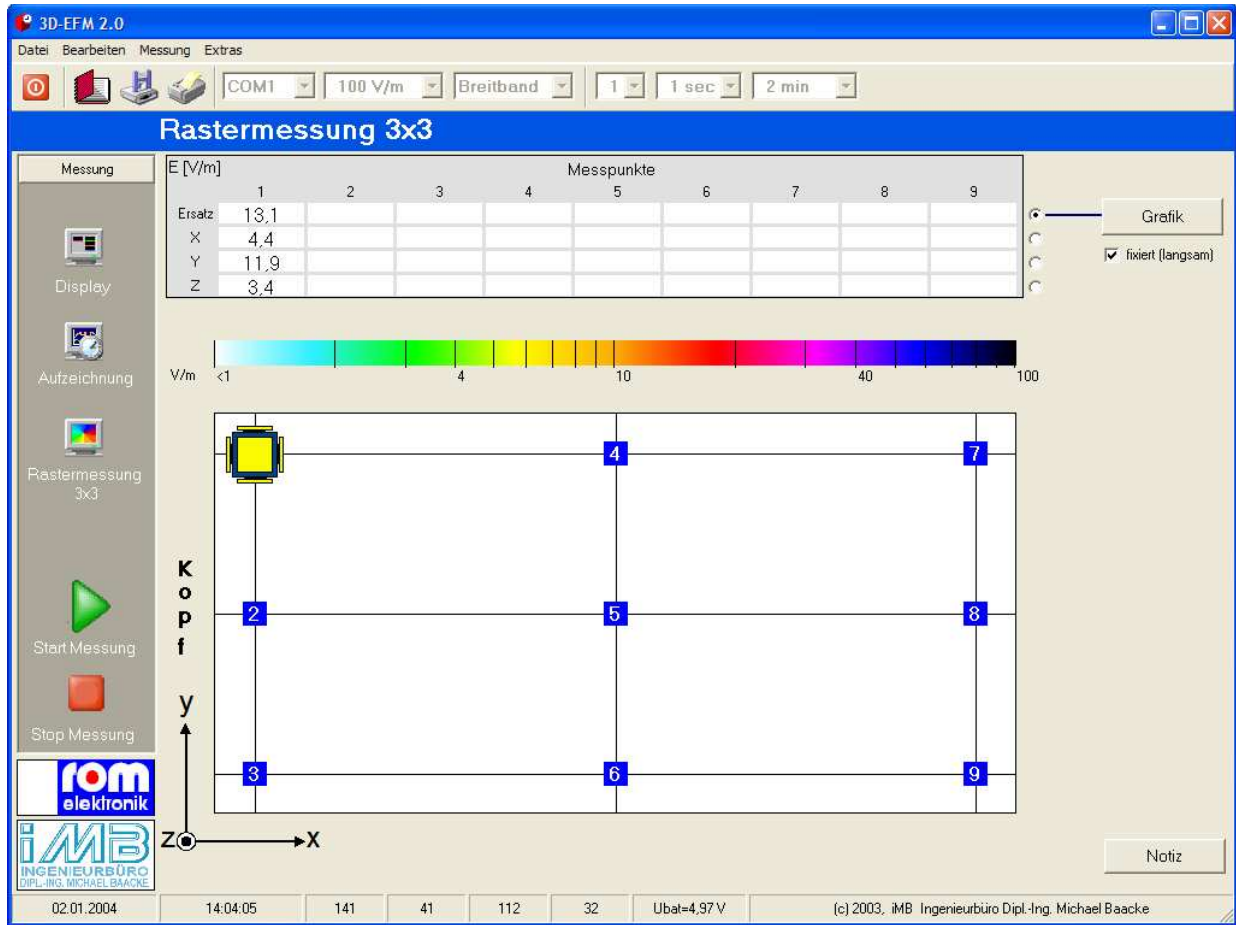 3D-EFM 2.0
Datei Bearbeiten Messung Extras
COM1 100 V/m Breitband 1 1 sec 2 min
Rastermessung 3x3
Messung
E [V/m] Messpunkte
1 2 3 4 5 6 7 8 9
Ersatz 13,1
X 4,4
Y 11,9
Z 3,4
Grafik
fixiert (langsam)
Display
Aufzeichnung
Rastermessung
3x3
Start Messung
Stop Messung
V/m <1 4 10 40 100
4 7
Kopf
2 5 8
3 6 9
y
z x
rom
elektronik
iMB
INGENIEURBÜRO
DIPL.-ING. MICHAEL BAACKE
Notiz
02.01.2004 14:04:05 141 41 112 32 Ubat=4,97 V (c) 2003, iMB Ingenieurbüro Dipl.-Ing. Michael Baacke